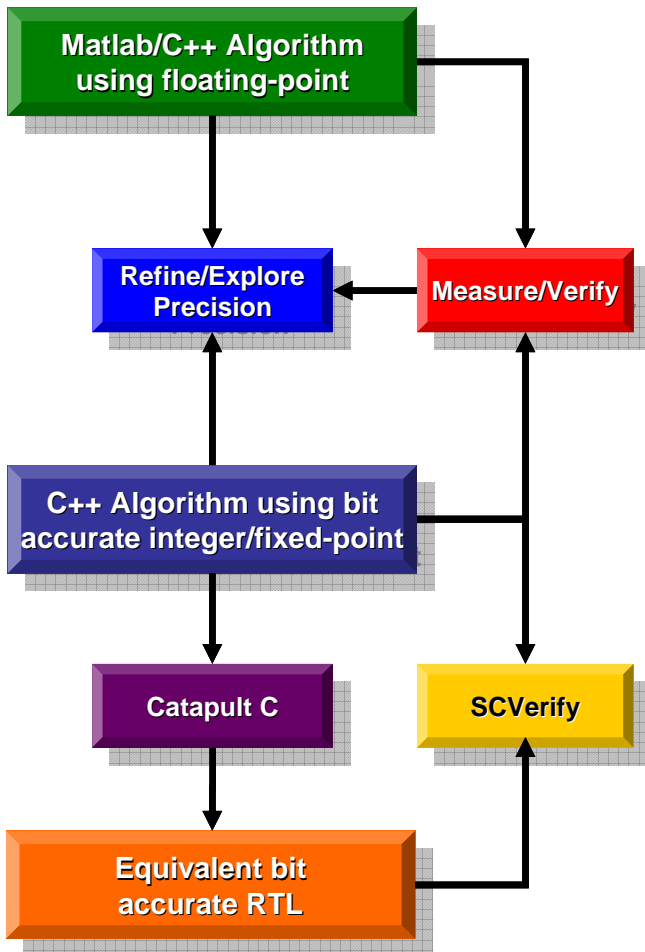 Matlab/C++ Algorithm
using floating-point
Refine/Explore
Precision
Measure/Verify
C++ Algorithm using bit
accurate integer/fixed-point
Catapult C
SCVerify
Equivalent bit
accurate RTL